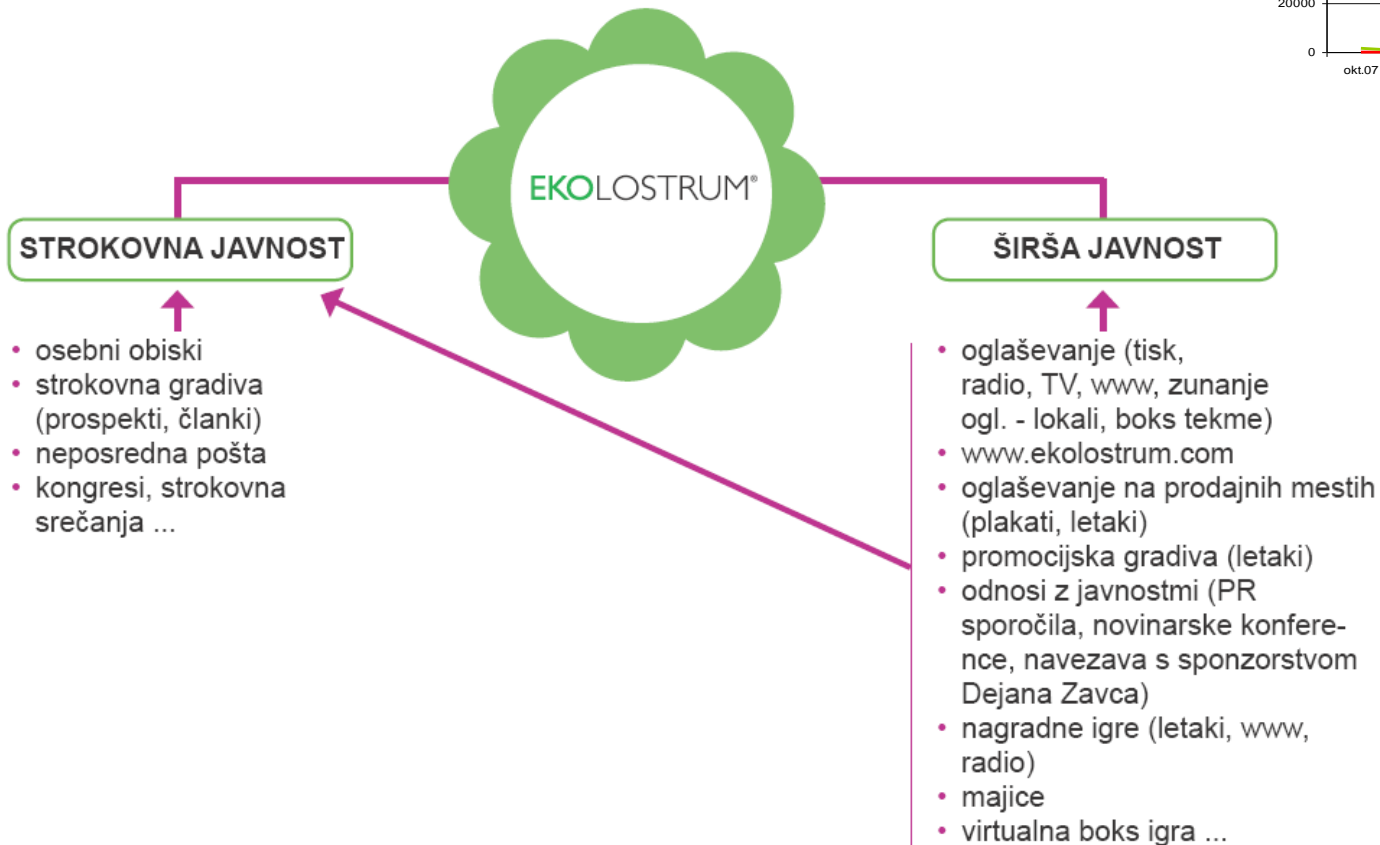 20000
0
okt.07
EKOLOSTRUM®
STROKOVNA JAVNOST
• osebni obiski
• strokovna gradiva
(prospekti, članki)
• neposredna pošta
• kongresi, strokovna
srečanja ...
ŠIRŠA JAVNOST
• oglaševanje (tisk,
radio, TV, www, zunanje
ogl. - lokali, boks tekme)
• www.ekolostrum.com
• oglaševanje na prodajnih mestih
(plakati, letaki)
• promocijska gradiva (letaki)
• odnosi z javnostmi (PR
sporočila, novinarske konfere-
nce, navezava s sponzorstvom
Dejana Zavca)
• nagradne igre (letaki, www,
radio)
• majice
• virtualna boks igra ...